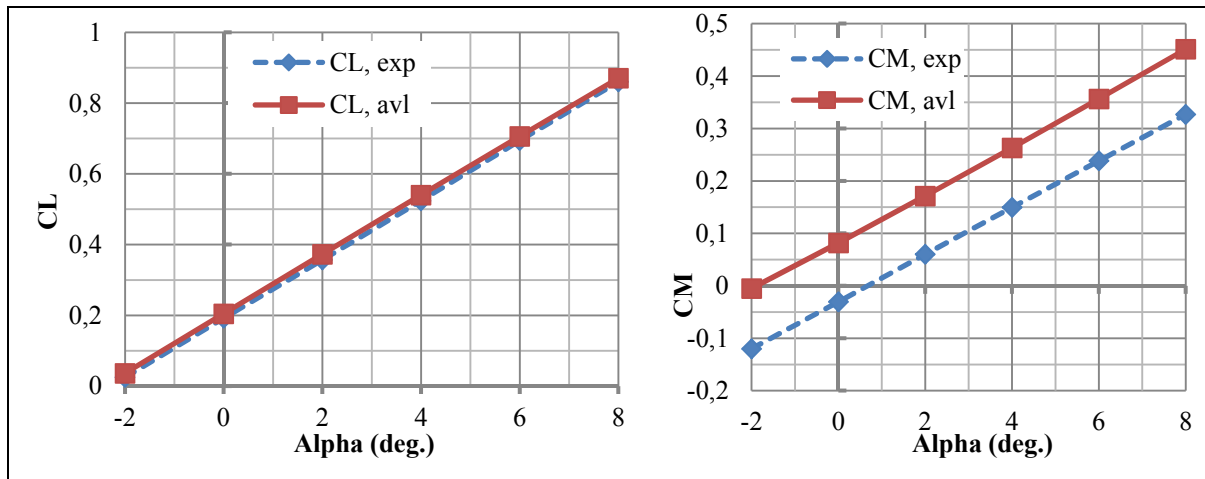 1
0,8
0,6
0,4
0,2
0
CL
CL, exp
CL, avl
-2 0 2 4 6 8
Alpha (deg.)
0,5
0,4
0,3
0,2
0,1
0
-0,1
-0,2
CM
CM, exp
CM, avl
-2 0 2 4 6 8
Alpha (deg.)